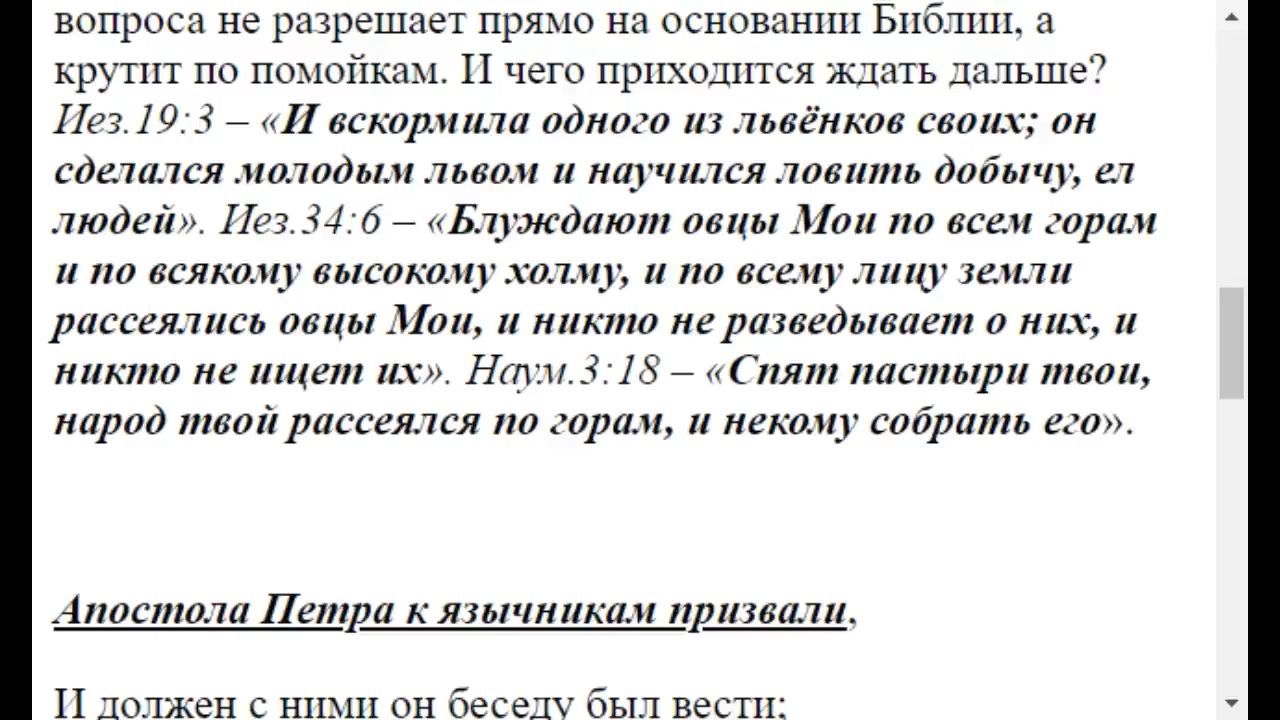 вопроса не разрешает прямо на основании Библии, а
крутит по помойкам. И чего приходится ждать дальше?
Иез.19:3 – «И вскормила одного из львёнков своих; он
сделался молодым львом и научился ловить добычу, ел
людей». Иез.34:6 – «Блуждают овцы Мои по всем горам
и по всякому высокому холму, и по всему лицу земли
рассеялись овцы Мои, и никто не разведывает о них, и
никто не ищет их». Наум.3:18 – «Спят пастыри твои,
народ твой рассеялся по горам, и некому собрать его».
Апостола Петра к язычникам призвали,
И должен с ними он беседу был вести;